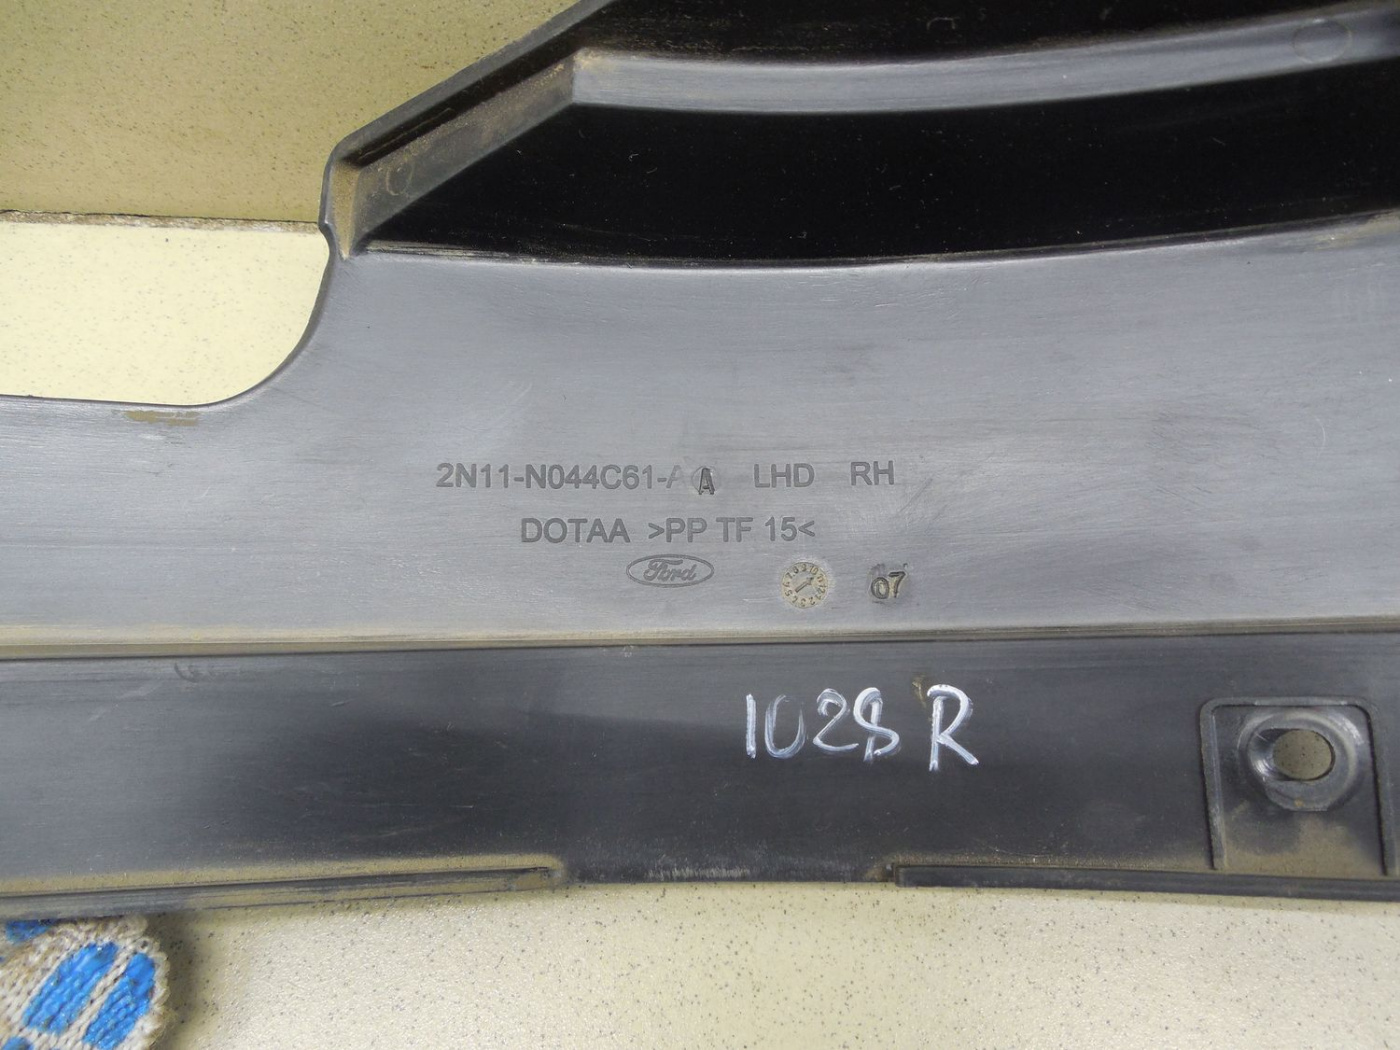 2N11-N044C61-A A LHD RH
DOTAA >PP TF 15<
Ford
07
1028 R